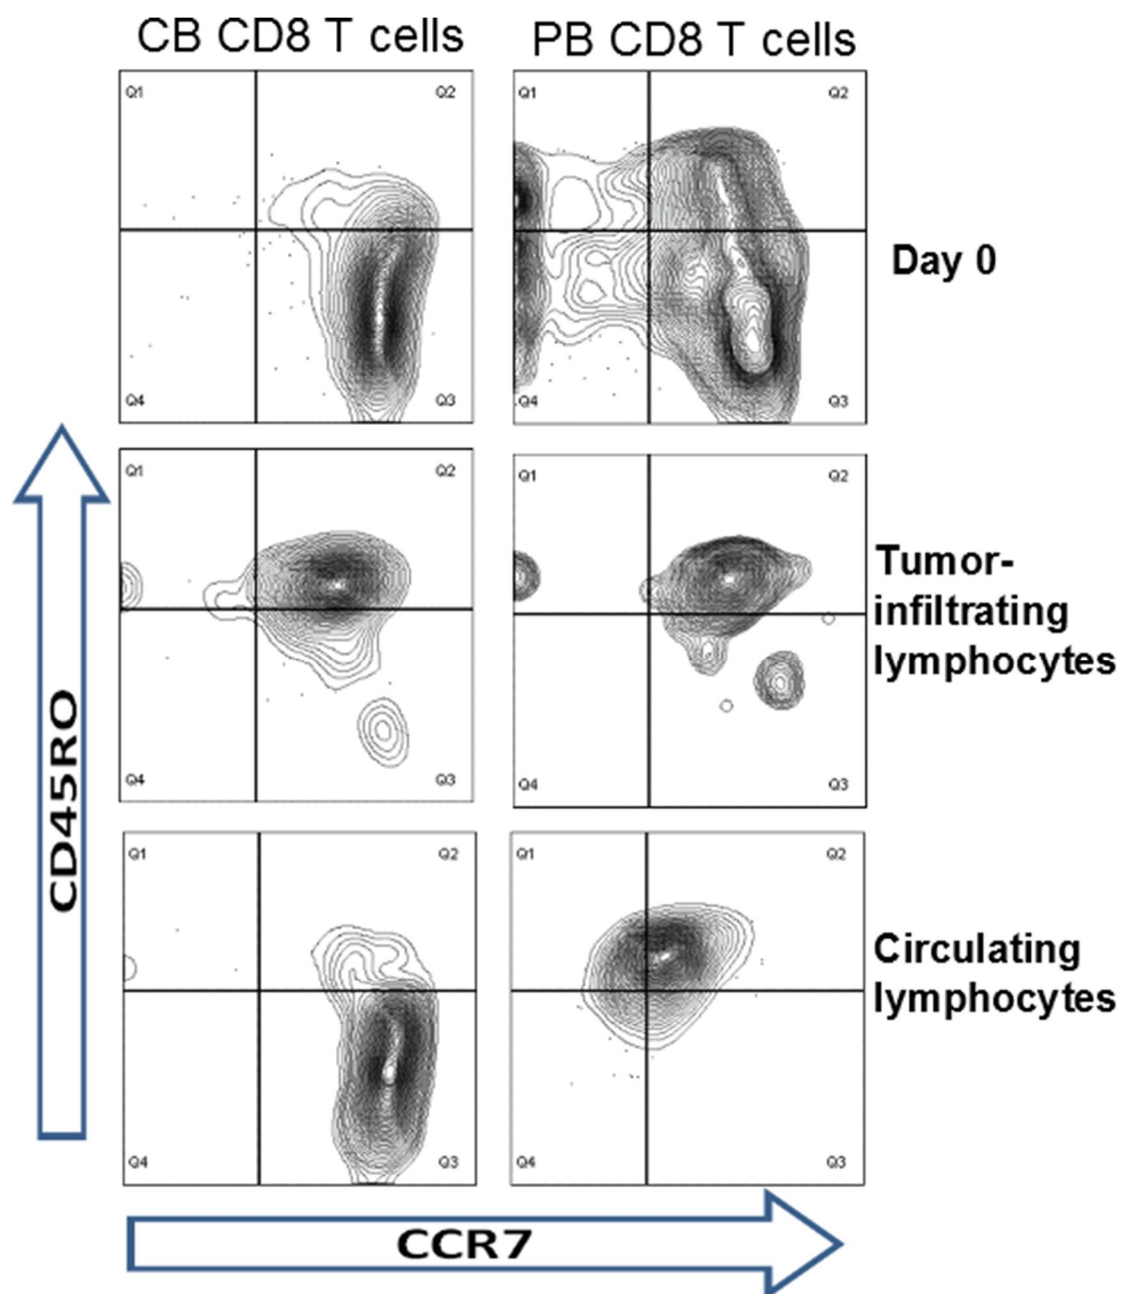 CB CD8 T cells
PB CD8 T cells
Q1
Q2
Q1
Q2
Day 0
Q4
Q3
Q4
Q3
Q1
Q2
Q1
Q2
Tumor-
infiltrating
lymphocytes
Q4
Q3
Q4
Q3
CD45RO
Q1
Q2
Q1
Q2
Circulating
lymphocytes
Q4
Q3
Q4
Q3
CCR7